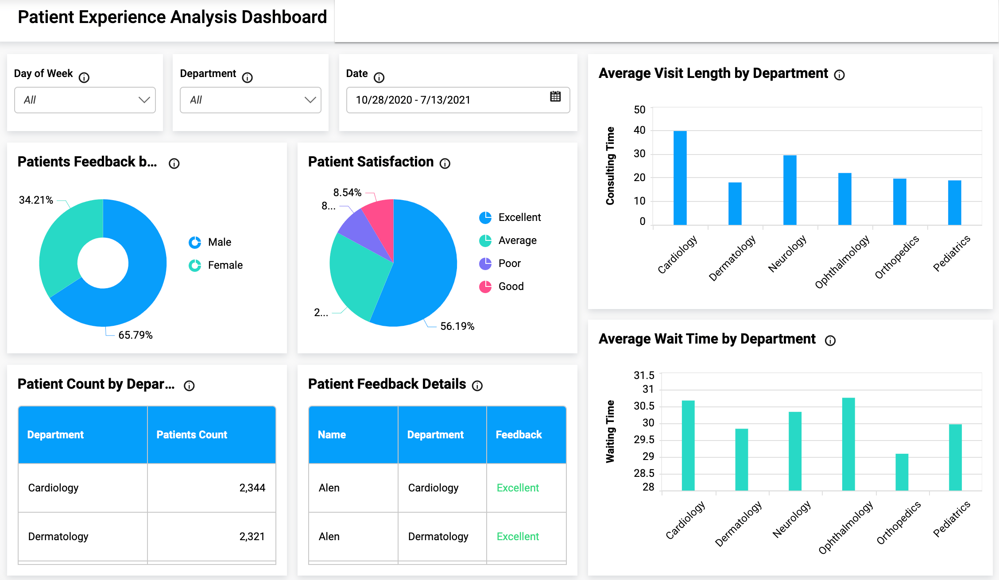 Patient Experience Analysis Dashboard
Day of Week
All
Department
All
Date
10/28/2020 - 7/13/2021
Patients Feedback b...
34.21%
65.79%
Male
Female
Patient Satisfaction
8.54%
8...
2...
56.19%
Excellent
Average
Poor
Good
Average Visit Length by Department
Consulting Time
50
40
30
20
10
0
Cardiology
Dermatology
Neurology
Ophthalmology
Orthopedics
Pediatrics
Patient Count by Depar...
Department Patients Count
Cardiology 2,344
Dermatology 2,321
Patient Feedback Details
Name Department Feedback
Alen Cardiology Excellent
Alen Dermatology Excellent
Average Wait Time by Department
Waiting Time
31.5
31
30.5
30
29.5
29
28.5
28
Cardiology
Dermatology
Neurology
Ophthalmology
Orthopedics
Pediatrics